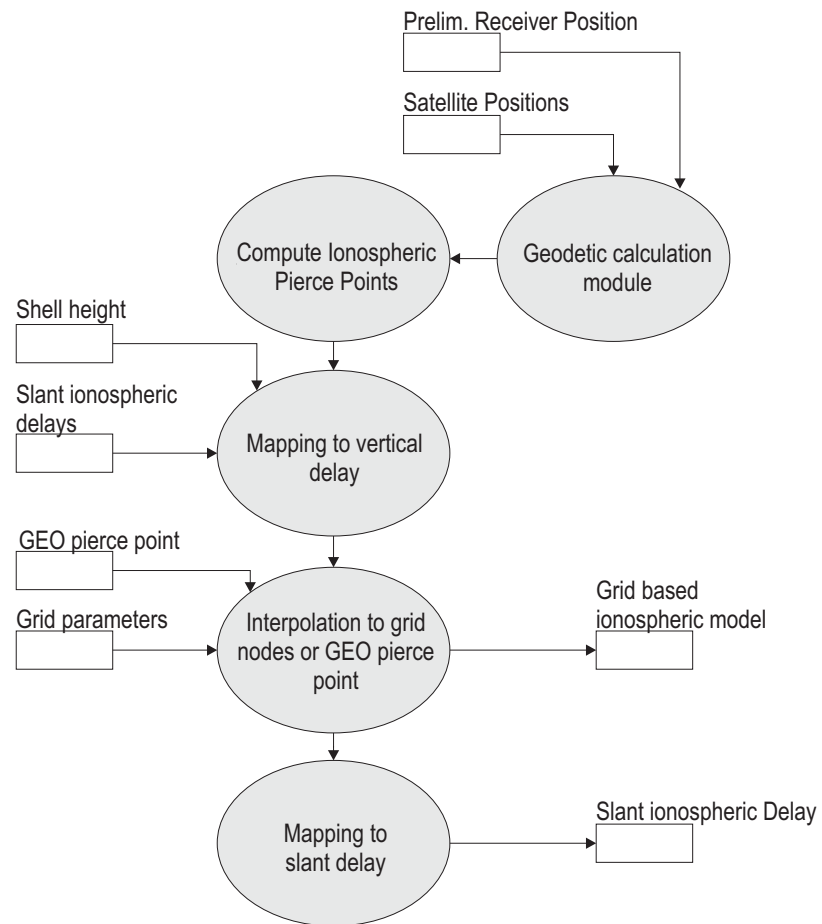 Prelim. Receiver Position
Satellite Positions
Compute Ionospheric
Pierce Points
Geodetic calculation
module
Shell height
Slant ionospheric
delays
Mapping to vertical
delay
GEO pierce point
Grid parameters
Interpolation to grid
nodes or GEO pierce
point
Grid based
ionospheric model
Mapping to
slant delay
Slant ionospheric Delay